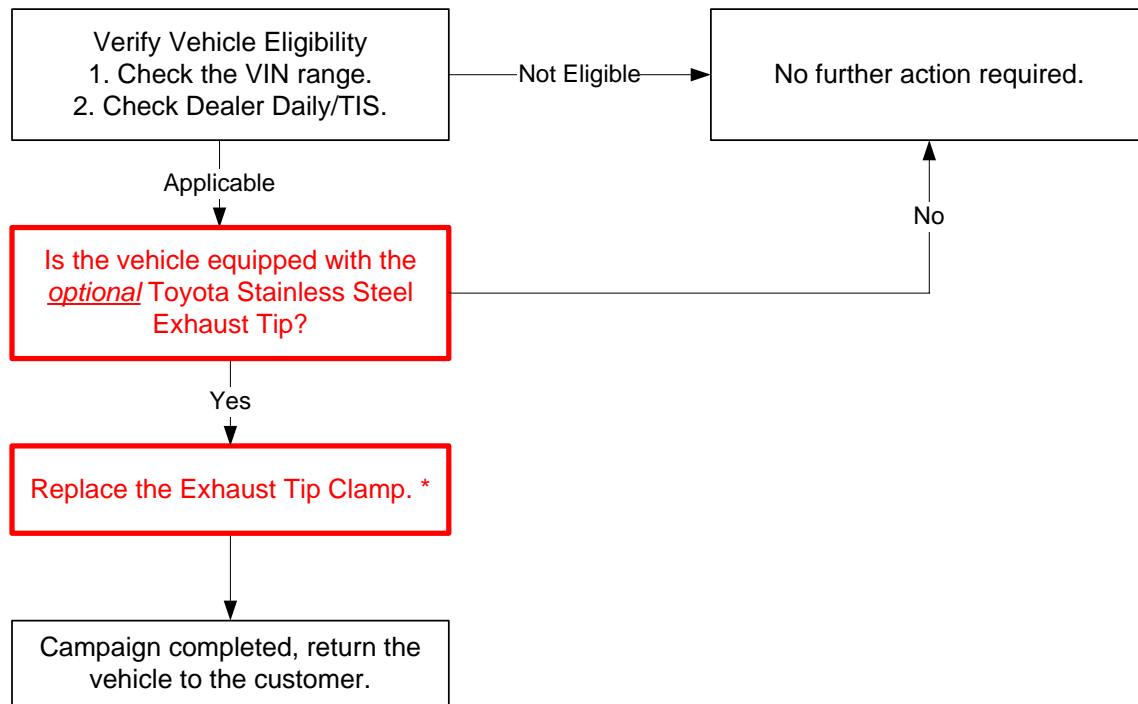 Verify Vehicle Eligibility
1. Check the VIN range.
2. Check Dealer Daily/TIS.
Not Eligible
No further action required.
Applicable
No
Is the vehicle equipped with the
optional Toyota Stainless Steel
Exhaust Tip?
Yes
Replace the Exhaust Tip Clamp. *
Campaign completed, return the
vehicle to the customer.